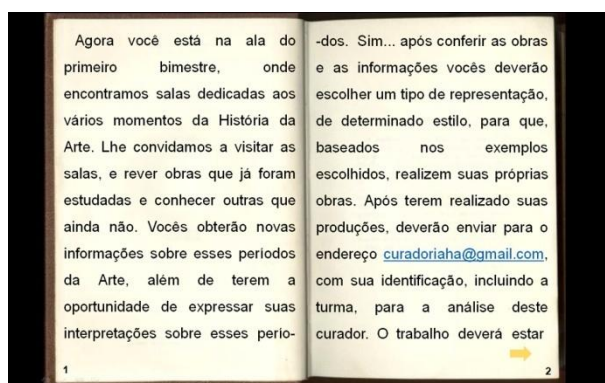 Agora você está na ala do
primeiro bimestre, onde
encontramos salas dedicadas aos
vários momentos da História da
Arte. Lhe convidamos a visitar as
salas, e rever obras que já foram
estudadas e conhecer outras que
ainda não. Vocês obterão novas
informações sobre esses períodos
da Arte, além de terem a
oportunidade de expressar suas
interpretações sobre esses perío-
1
-dos. Sim... após conferir as obras
e as informações vocês deverão
escolher um tipo de representação,
de determinado estilo, para que,
baseados nos exemplos
escolhidos, realizem suas próprias
obras. Após terem realizado suas
produções, deverão enviar para o
endereço curadoriaha@gmail.com,
com sua identificação, incluindo a
turma, para a análise deste
curador. O trabalho deverá estar
2